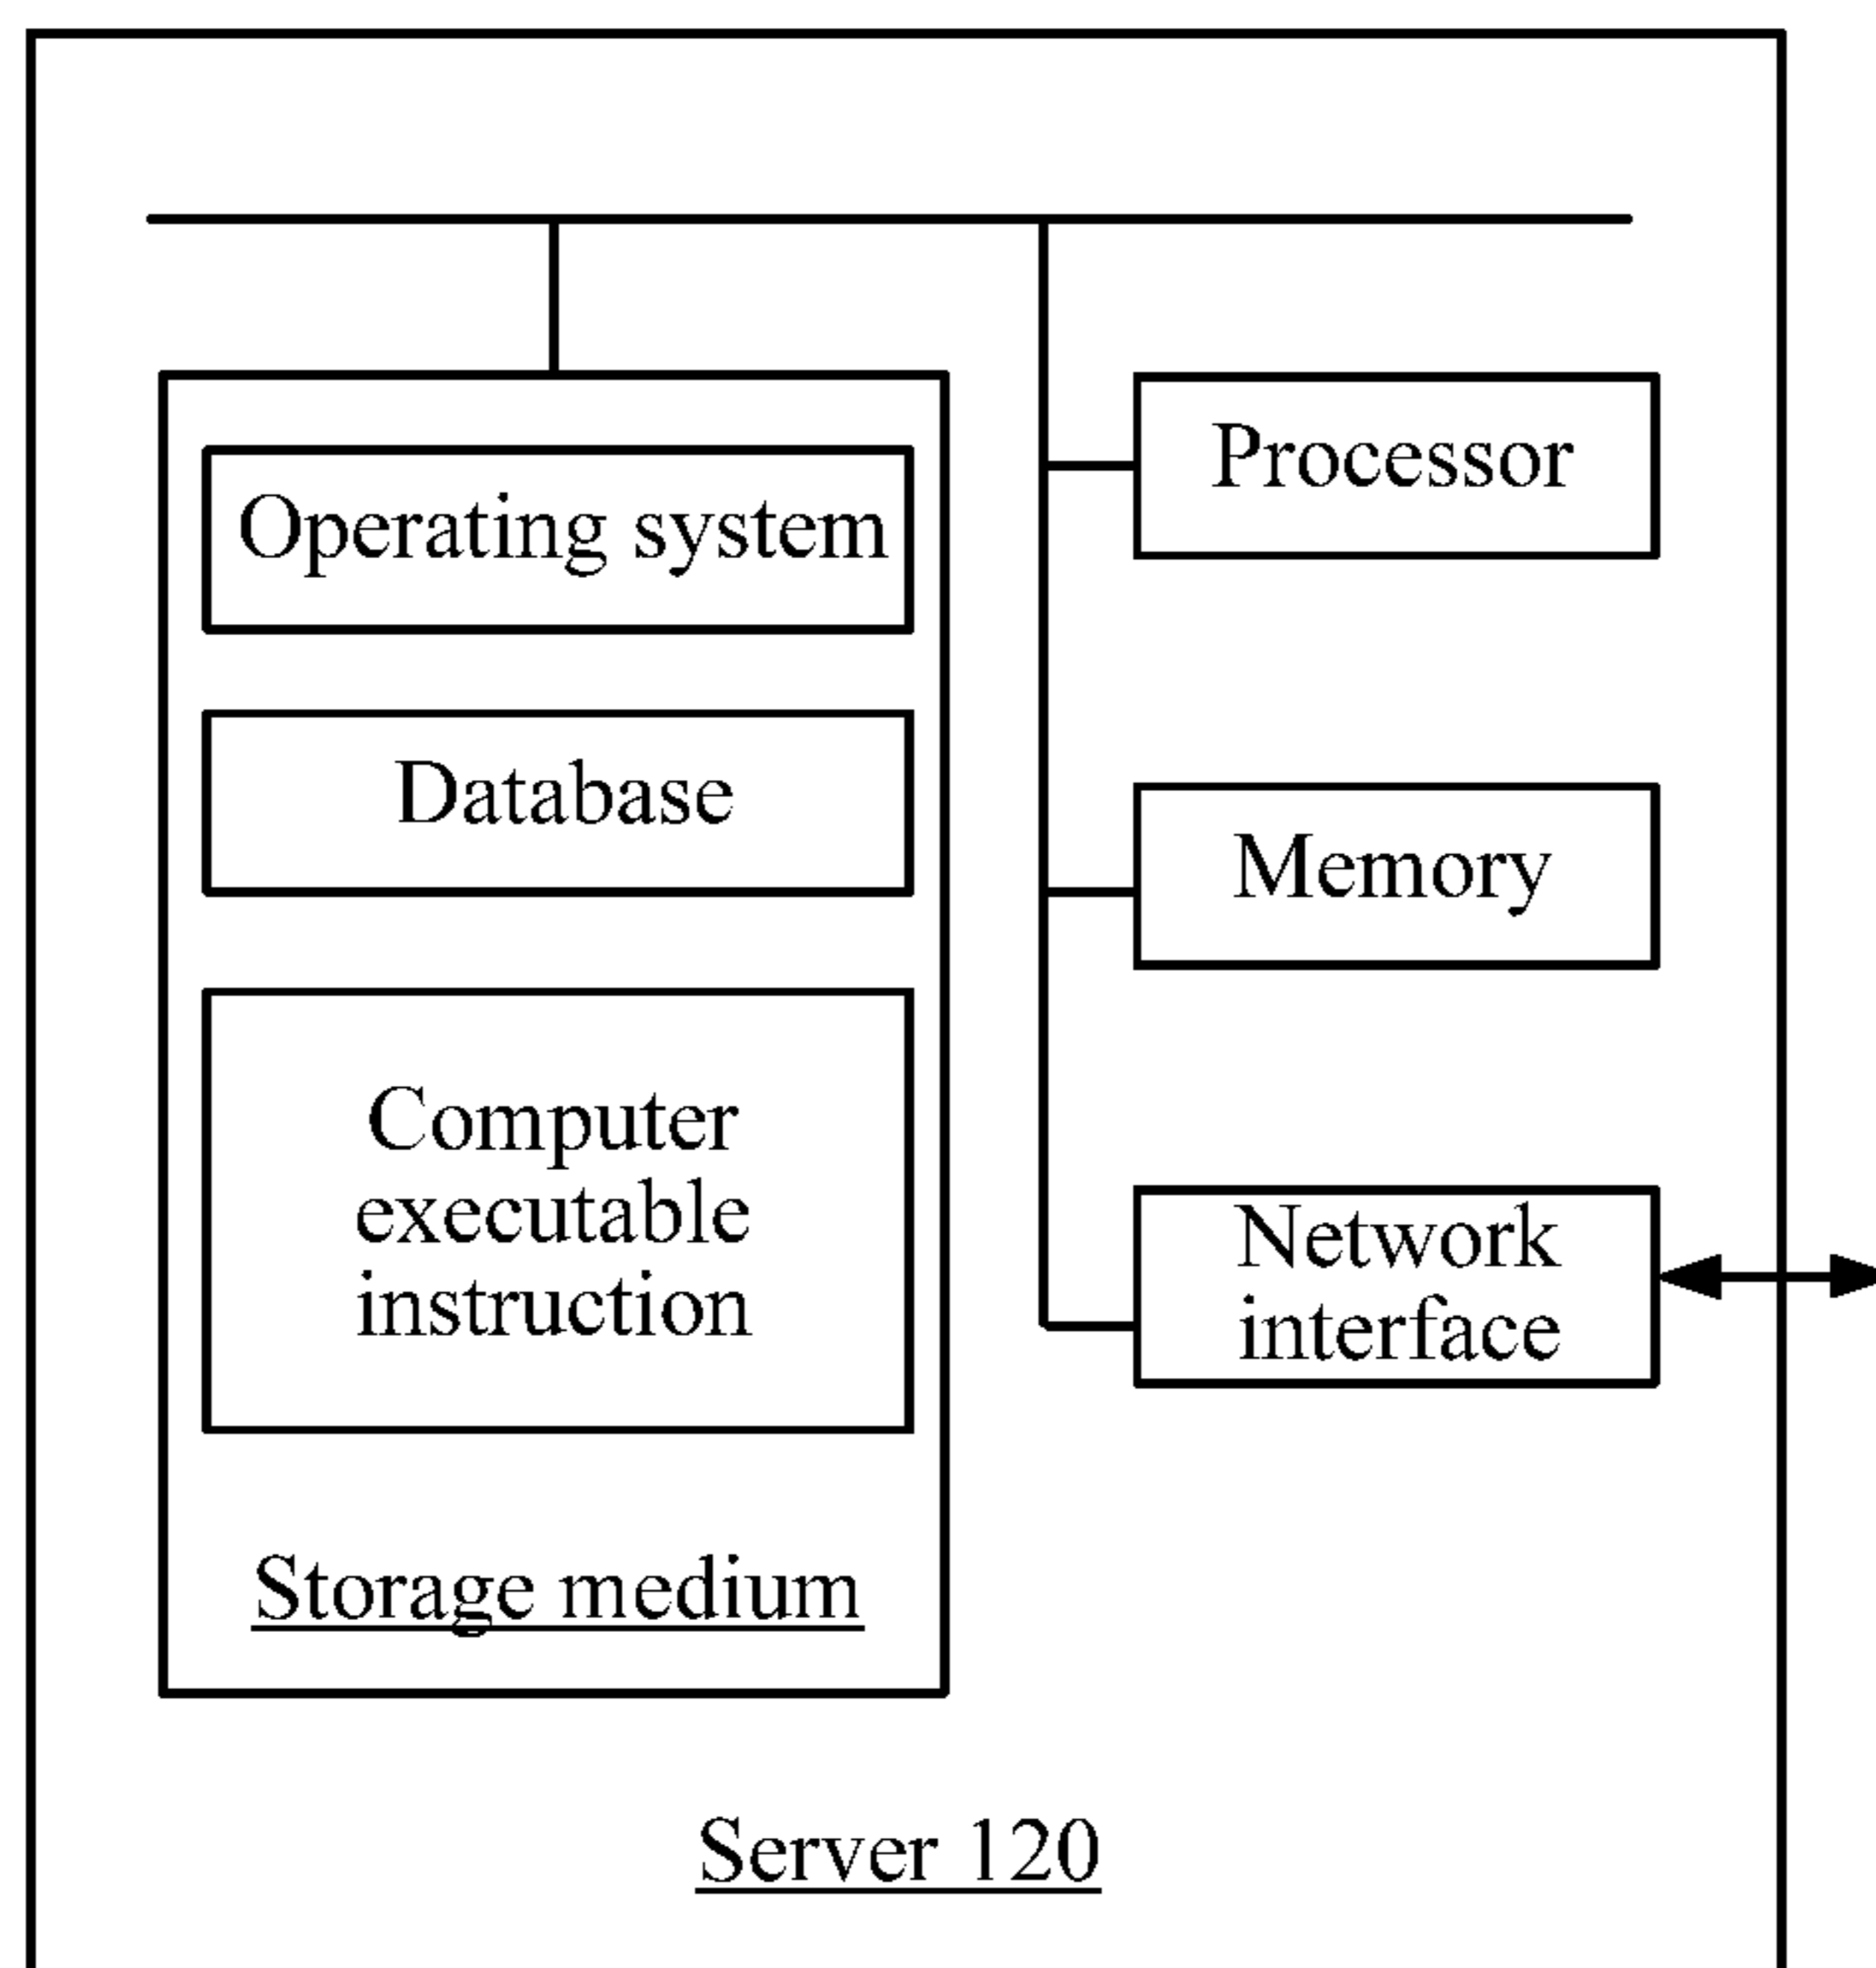 Operating system
Database
Computer
executable
instruction
Storage medium
Processor
Memory
Network
interface
Server 120